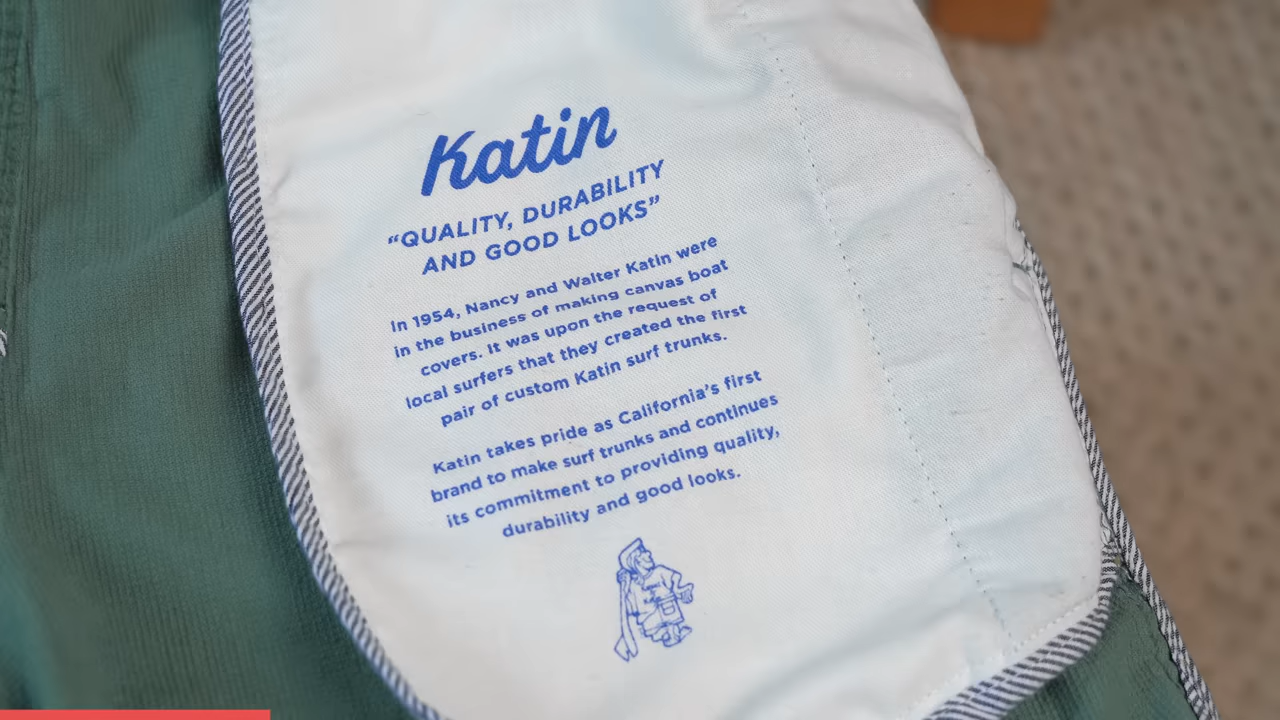 Katin
“QUALITY, DURABILITY
AND GOOD LOOKS”
In 1954, Nancy and Walter Katin were
in the business of making canvas boat
covers. It was upon the request of
local surfers that they created the first
pair of custom Katin surf trunks.
Katin takes pride as California’s first
brand to make surf trunks and continues
its commitment to providing quality,
durability and good looks.